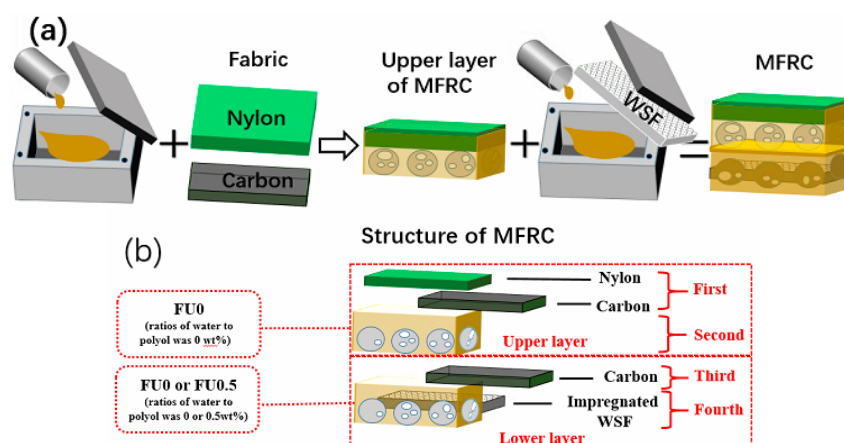 (a)
Fabric
Nylon
Carbon
Upper layer
of MFRC
WSF
MFRC
(b)
Structure of MFRC
FU0
(ratios of water to
polyol was 0 wt%)
Nylon
Carbon
First
Upper layer
Second
FU0 or FU0.5
(ratios of water to
polyol was 0 or 0.5wt%)
Carbon
Third
Impregnated
WSF
Fourth
Lower layer